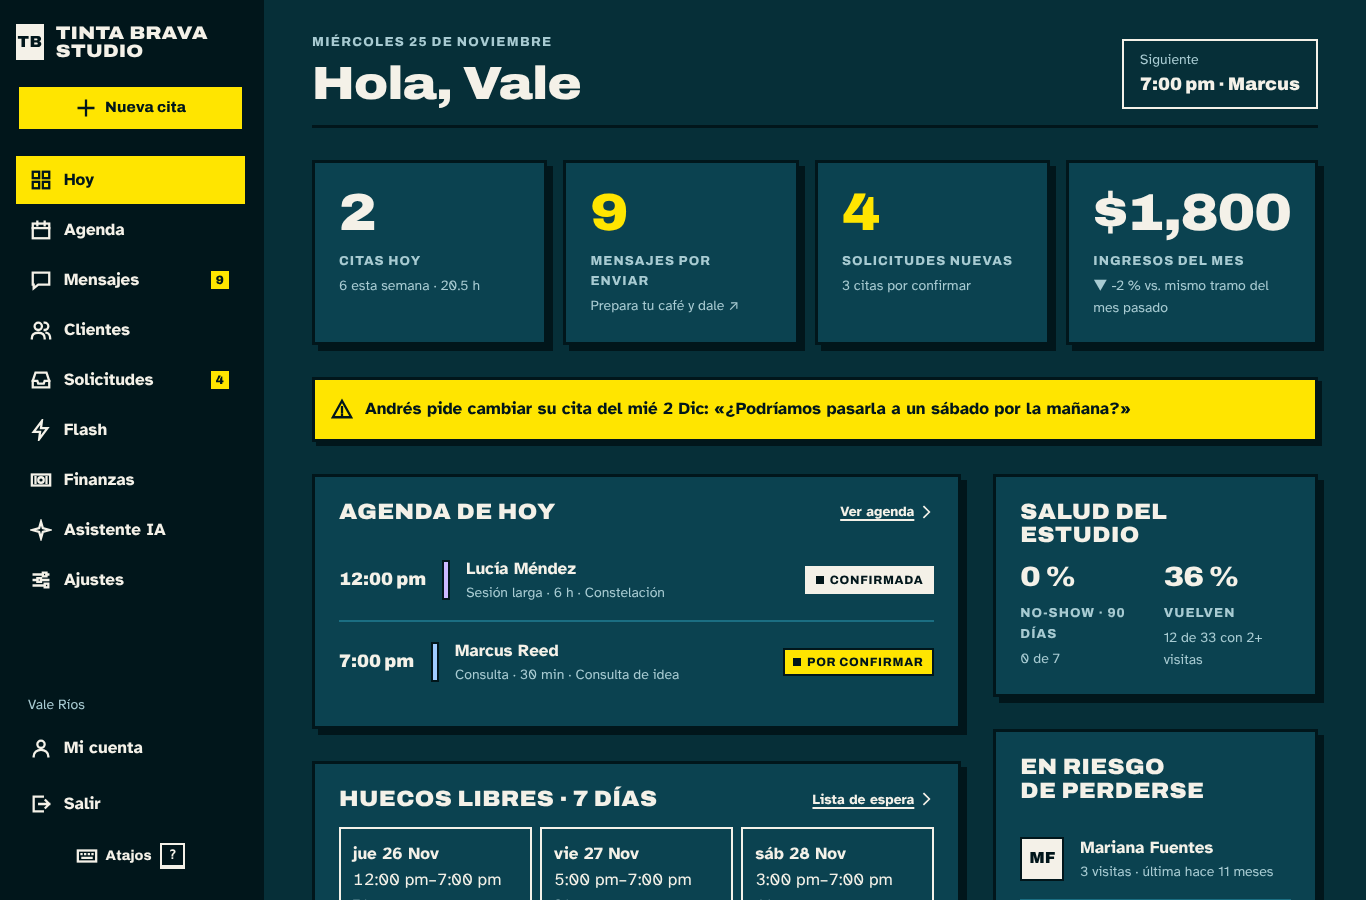 TB
TINTA BRAVA
STUDIO
Nueva cita
Hoy
Agenda
Mensajes 9
Clientes
Solicitudes 4
Flash
Finanzas
Asistente IA
Ajustes
Vale Ríos
Mi cuenta
Salir
Atajos ?
MIÉRCOLES 25 DE NOVIEMBRE
Hola, Vale
Siguiente
7:00 pm · Marcus
2
CITAS HOY
6 esta semana · 20.5 h
9
MENSAJES POR
ENVIAR
Prepara tu café y dale ↗
4
SOLICITUDES NUEVAS
3 citas por confirmar
$1,800
INGRESOS DEL MES
▼ -2 % vs. mismo tramo del
mes pasado
Andrés pide cambiar su cita del mié 2 Dic: «¿Podríamos pasarla a un sábado por la mañana?»
AGENDA DE HOY
Ver agenda
12:00 pm
Lucía Méndez
Sesión larga · 6 h · Constelación
CONFIRMADA
7:00 pm
Marcus Reed
Consulta · 30 min · Consulta de idea
POR CONFIRMAR
SALUD DEL
ESTUDIO
0 %
NO-SHOW · 90
DÍAS
0 de 7
36 %
VUELVEN
12 de 33 con 2+
visitas
HUECOS LIBRES · 7 DÍAS
Lista de espera
jue 26 Nov
12:00 pm–7:00 pm
vie 27 Nov
5:00 pm–7:00 pm
sáb 28 Nov
3:00 pm–7:00 pm
EN RIESGO
DE PERDERSE
MF
Mariana Fuentes
3 visitas · última hace 11 meses